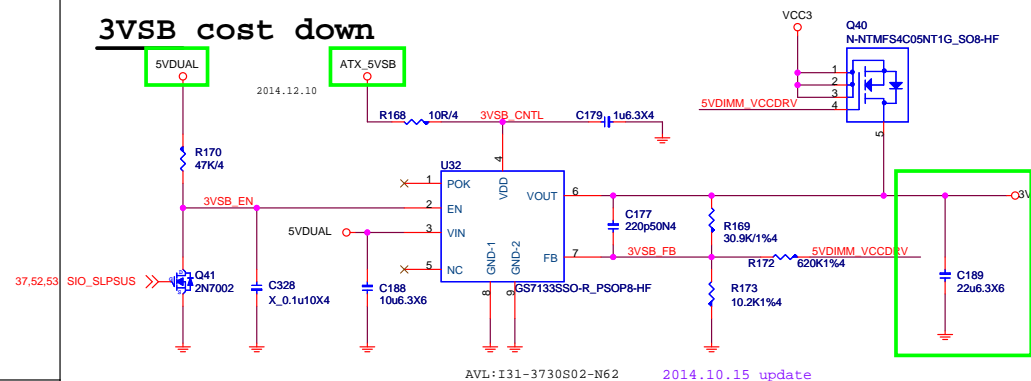 3VSB cost down
VCC3
Q40
N-NTMFS4C05NT1G_SO8-HF
5VDUAL
ATX_5VSB
2014.12.10
1
2
3
4
5VDIMM_VCCDRV
5
R168
10R/4
3VSB_CNTL
C179
1u6.3X4
R170
47K/4
U32
4
1
POK
VDD
VOUT
6
3V
3VSB_EN
2
EN
C177
220p50N4
R169
30.9K/1%4
5VDUAL
3
VIN
FB
7
3VSB_FB
5VDIMM_VCCDRV
R172
620K1%4
5
NC
GND-1
GND-2
37,52,53
SIO_SLPSUS
Q41
2N7002
C328
X_0.1u10X4
C188
10u6.3X6
GS7133SSO-R_PSOP8-HF
8
9
R173
10.2K1%4
C189
22u6.3X6
AVL:I31-3730S02-N62
2014.10.15 update